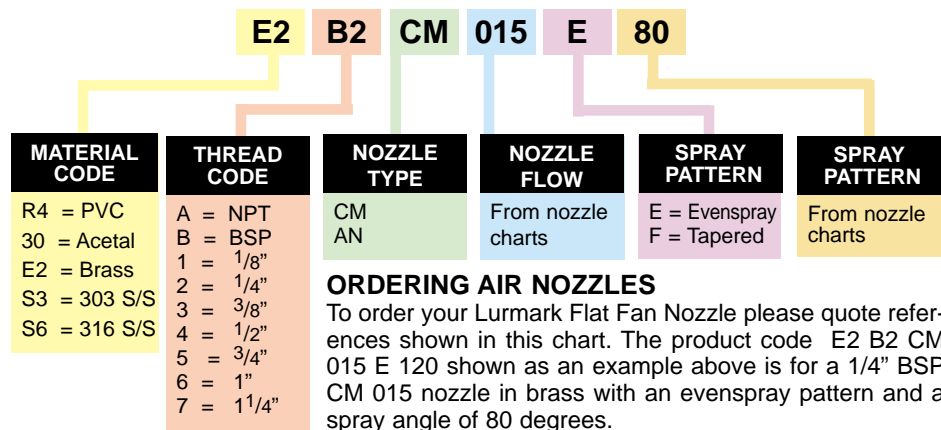 E2 B2 CM 015 E 80
MATERIAL CODE
R4 = PVC
30 = Acetal
E2 = Brass
S3 = 303 S/S
S6 = 316 S/S
THREAD CODE
A = NPT
B = BSP
1 = 1/8”
2 = 1/4”
3 = 3/8”
4 = 1/2”
5 = 3/4”
6 = 1”
7 = 11/4”
NOZZLE TYPE
CM
AN
NOZZLE FLOW
From nozzle
charts
SPRAY PATTERN
E = Evenspray
F = Tapered
SPRAY PATTERN
From nozzle
charts
ORDERING AIR NOZZLES
To order your Lurmark Flat Fan Nozzle please quote refer-
ences shown in this chart. The product code E2 B2 CM
015 E 120 shown as an example above is for a 1/4” BSP
CM 015 nozzle in brass with an evenspray pattern and a
spray angle of 80 degrees.